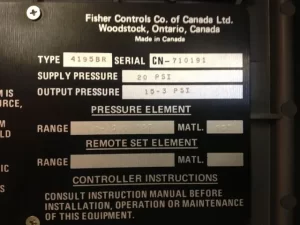 Fisher Controls Co. of Canada Ltd.
Woodstock, Ontario, Canada
Made in Canada
TYPE 4195BR SERIAL CN-710191
SUPPLY PRESSURE 20 PSI
OUTPUT PRESSURE 15-3 PSI
PRESSURE ELEMENT
RANGE MATL.
REMOTE SET ELEMENT
RANGE MATL.
CONTROLLER INSTRUCTIONS
CONSULT INSTRUCTION MANUAL BEFORE
INSTALLATION, OPERATION OR MAINTENANCE
OF THIS EQUIPMENT.